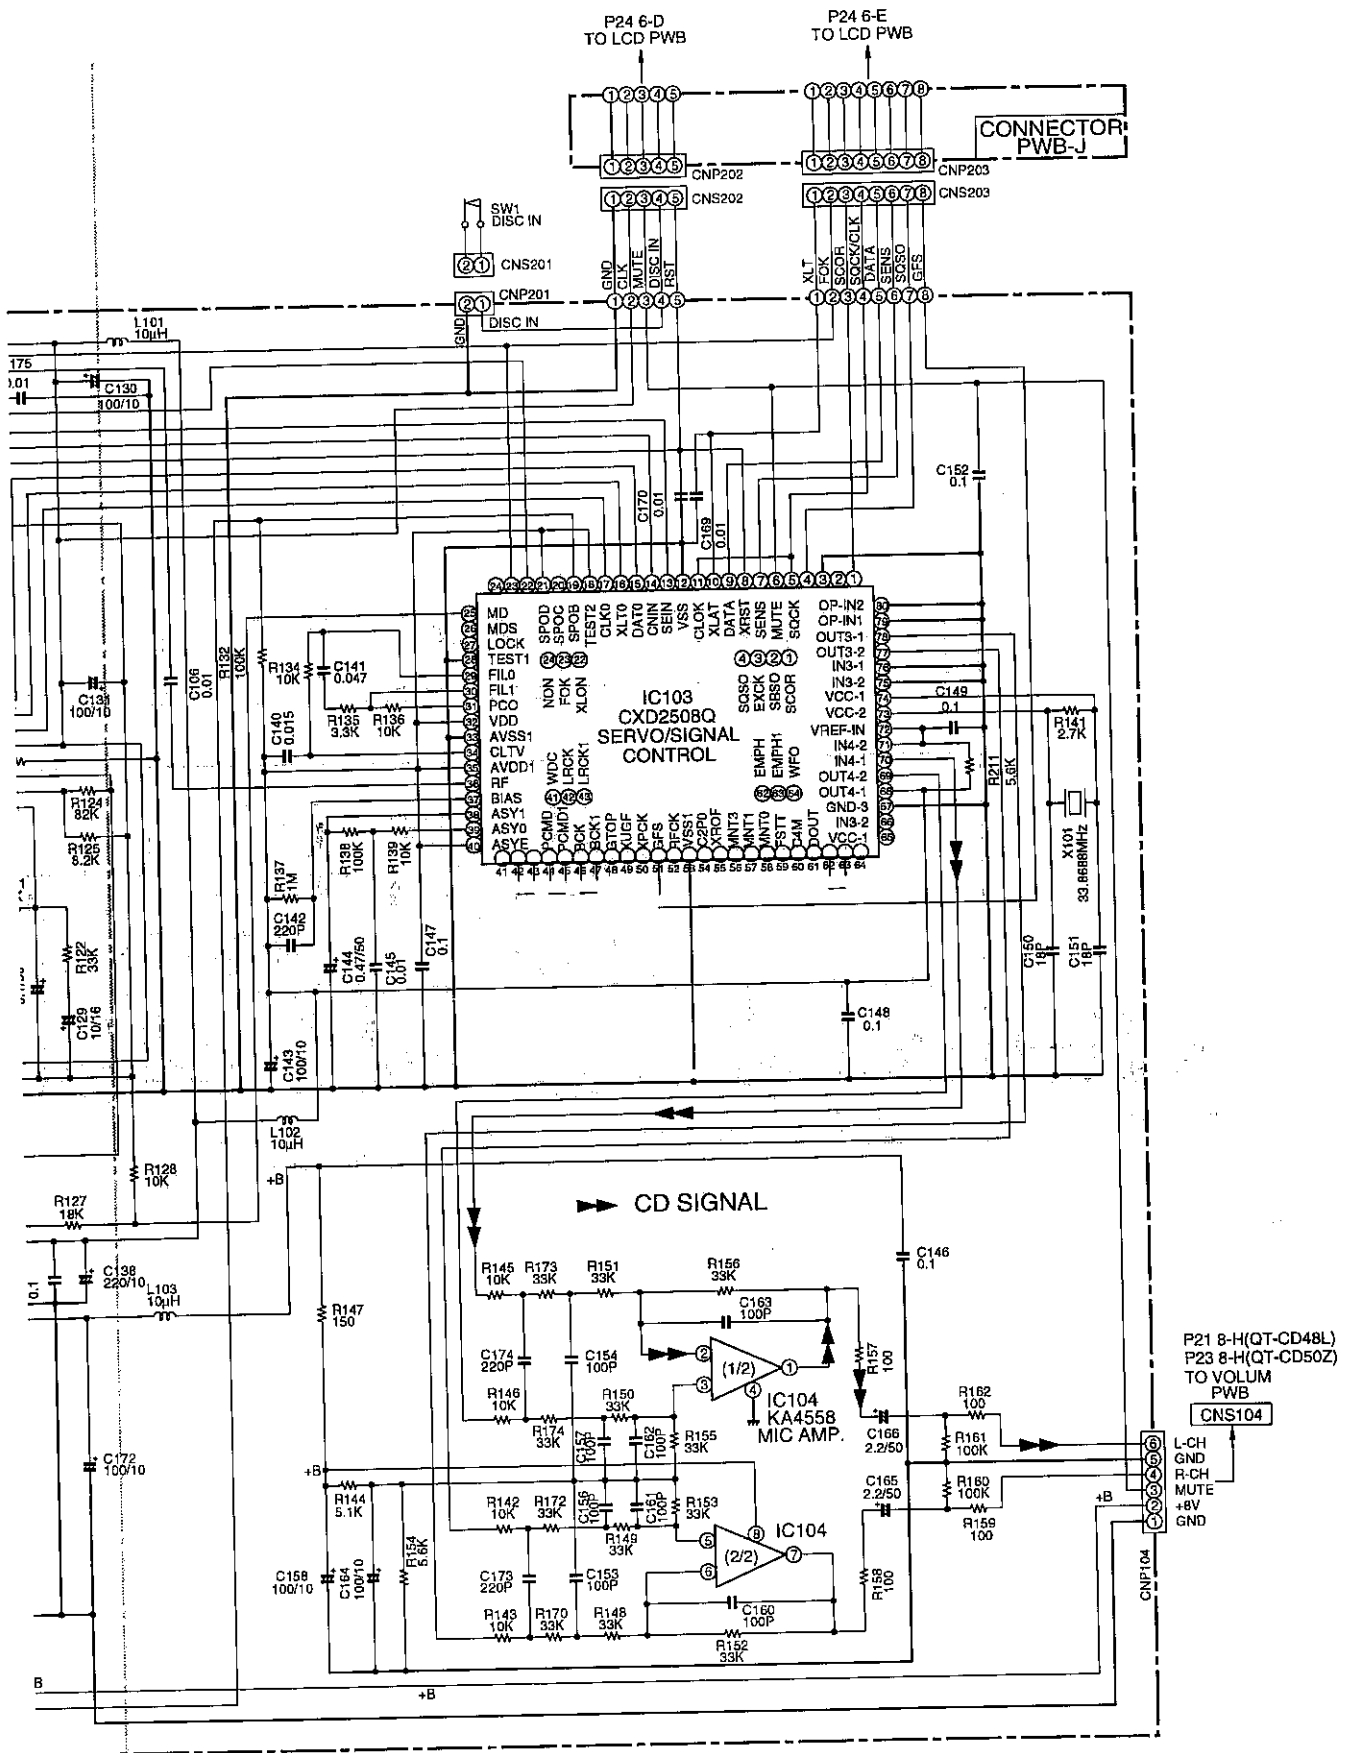 P24 6-D
TO LCD PWB
P24 6-E
TO LCD PWB
CONNECTOR
PWB-J
CNP202
CNP203
CNS202
CNS203
SW1
DISC IN
CNS201
CNP201
DISC IN
GND
GND
CLK
MUTE
DISC IN
RST
XLT
FOK
SCOR
SQCK/CLK
DATA
SENS
SQSO
GFS
L101
10µH
C130
100/10
C152
0.1
C170
0.01
C169
0.01
C131
100/10
C106
0.01
R132
100K
R134
10K
C141
0.047
C140
0.015
R135
3.3K
R136
10K
MD
MDS
LOCK
TEST1
FIL0
FIL1
PCO
VDD
AVSS1
CLTV
AVDD1
RF
BIAS
ASY1
ASY0
ASYE
SPOD
SPOC
SPOB
TEST2
CLK0
XLT0
DAT0
CNIN
SEIN
VSS
CLOK
XLAT
DATA
XRST
SENS
MUTE
SQCK
NON
FOK
XLON
SQSO
EXCK
SBSO
SCOR
IC103
CXD2508Q
SERVO/SIGNAL
CONTROL
WDC
LRCK
LRCK1
EMPH
EMPH1
WFO
PCMD
PCMD1
BCK
BCK1
GTOP
XUGF
XPCK
GFS
RFCK
VSS1
C2P0
XROF
MNT3
MNT1
MNT0
FSTT
C4M
DOUT
OP-IN2
OP-IN1
OUT3-1
OUT3-2
IN3-1
IN3-2
VCC-1
VCC-2
VREF-IN
IN4-2
IN4-1
OUT4-2
OUT4-1
GND-3
IN3-2
VCC-1
C149
0.1
R141
2.7K
R211
5.6K
X101
33.8688MHz
C150
18P
C151
18P
R124
82K
R125
8.2K
R137
1M
R138
100K
R139
10K
C142
220P
C144
0.47/50
C145
0.01
C147
0.1
R122
33K
C129
10/16
C143
100/10
C148
0.1
L102
10µH
R128
10K
R127
18K
+B
CD SIGNAL
C146
0.1
0.1
C138
220/10
L103
10µH
R147
150
R145
10K
R173
33K
R151
33K
R156
33K
C163
100P
C174
220P
C154
100P
(1/2)
R157
100
R146
10K
R174
33K
R150
33K
C157
100P
C162
100P
R155
33K
IC104
KA4558
MIC AMP.
C166
2.2/50
R162
100
R161
100K
C172
100/10
+B
R144
5.1K
R142
10K
R172
33K
C156
100P
C161
100P
R153
33K
C165
2.2/50
R160
100K
R159
100
R149
33K
IC104
(2/2)
C158
100/10
C164
100/10
R154
5.6K
C173
220P
C153
100P
C160
100P
R158
100
R143
10K
R170
33K
R148
33K
R152
33K
P21 8-H(QT-CD48L)
P23 8-H(QT-CD50Z)
TO VOLUM
PWB
CNS104
L-CH
GND
R-CH
MUTE
+8V
GND
CNP104
+B
B
+B